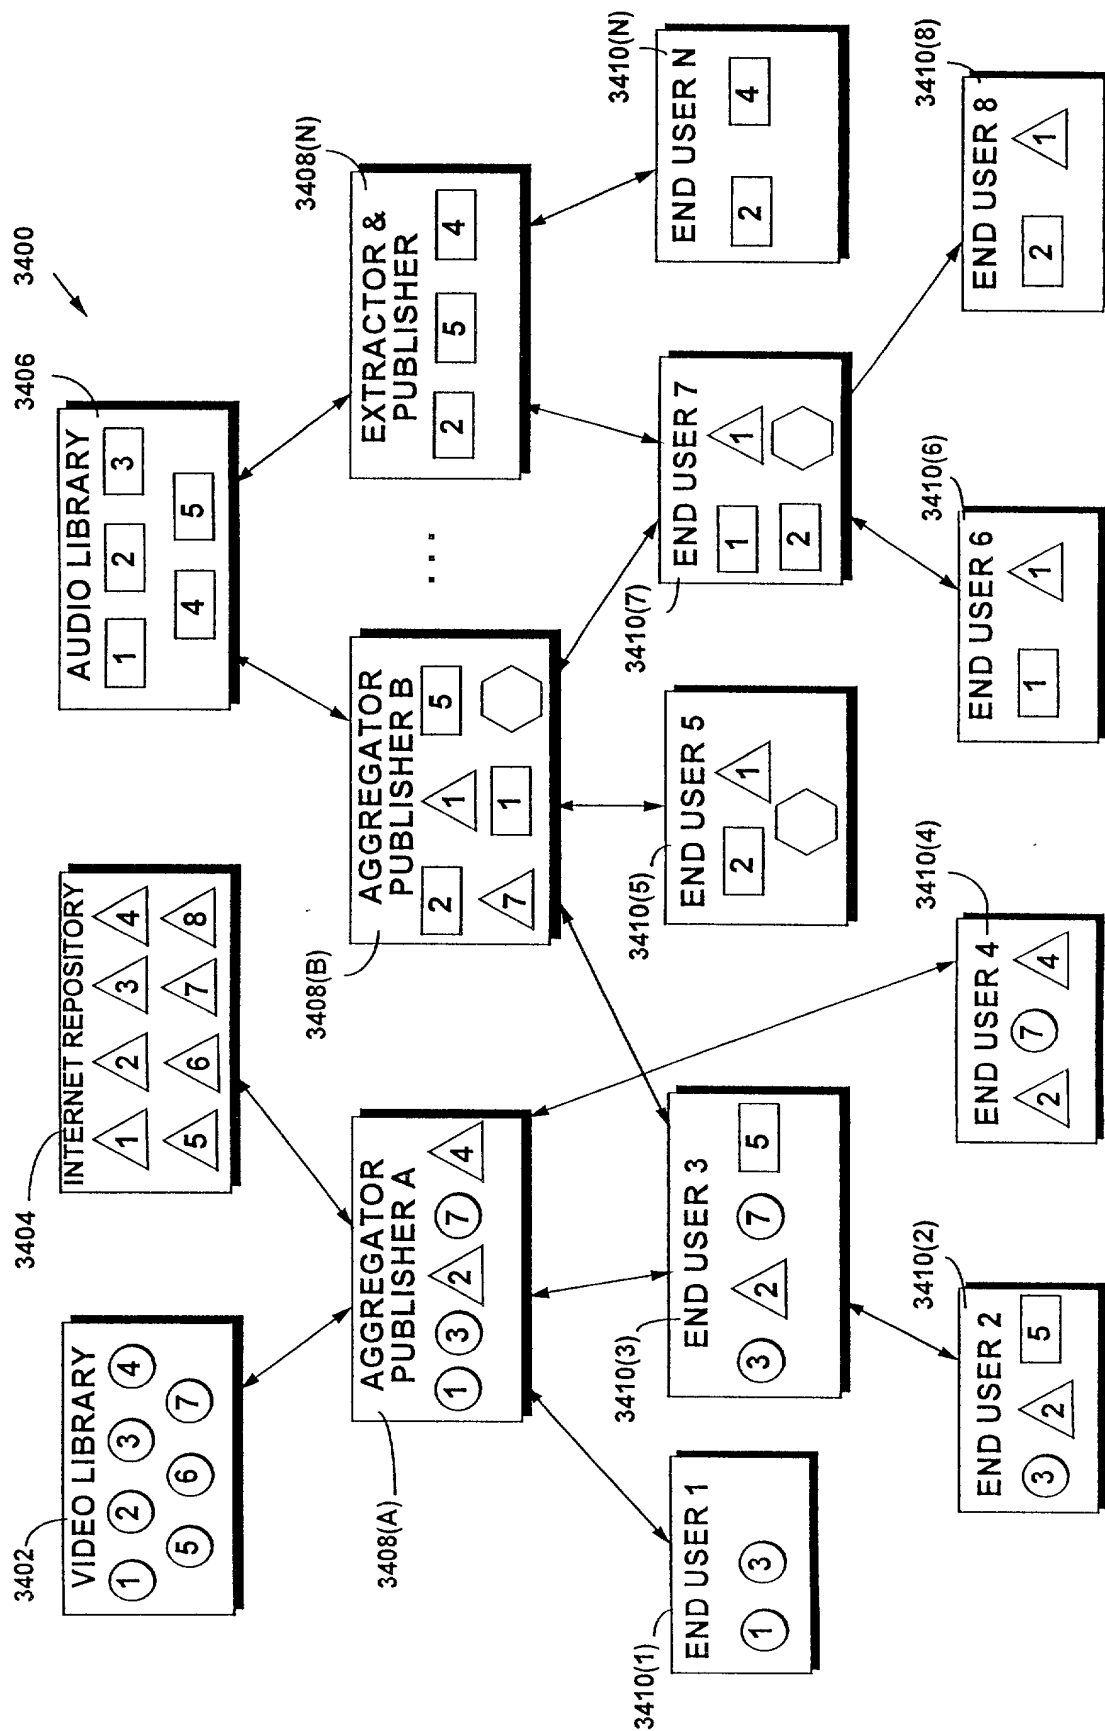 3400
3402
VIDEO LIBRARY
1 2 3 4
5 6 7
3404
INTERNET REPOSITORY
1 2 3 4
5 6 7 8
3406
AUDIO LIBRARY
1 2 3
4 5
3408(A)
AGGREGATOR
PUBLISHER A
1 3 2 7 4
3408(B)
AGGREGATOR
PUBLISHER B
2 1 5
7 1
...
3408(N)
EXTRACTOR &
PUBLISHER
2 5 4
3410(1)
END USER 1
1 3
3410(3)
END USER 3
3 2 7 5
3410(5)
END USER 5
2 1
3410(7)
END USER 7
1 1
2
3410(N)
END USER N
2 4
3410(2)
END USER 2
3 2 5
3410(4)
END USER 4
2 7 4
3410(6)
END USER 6
1 1
3410(8)
END USER 8
2 1